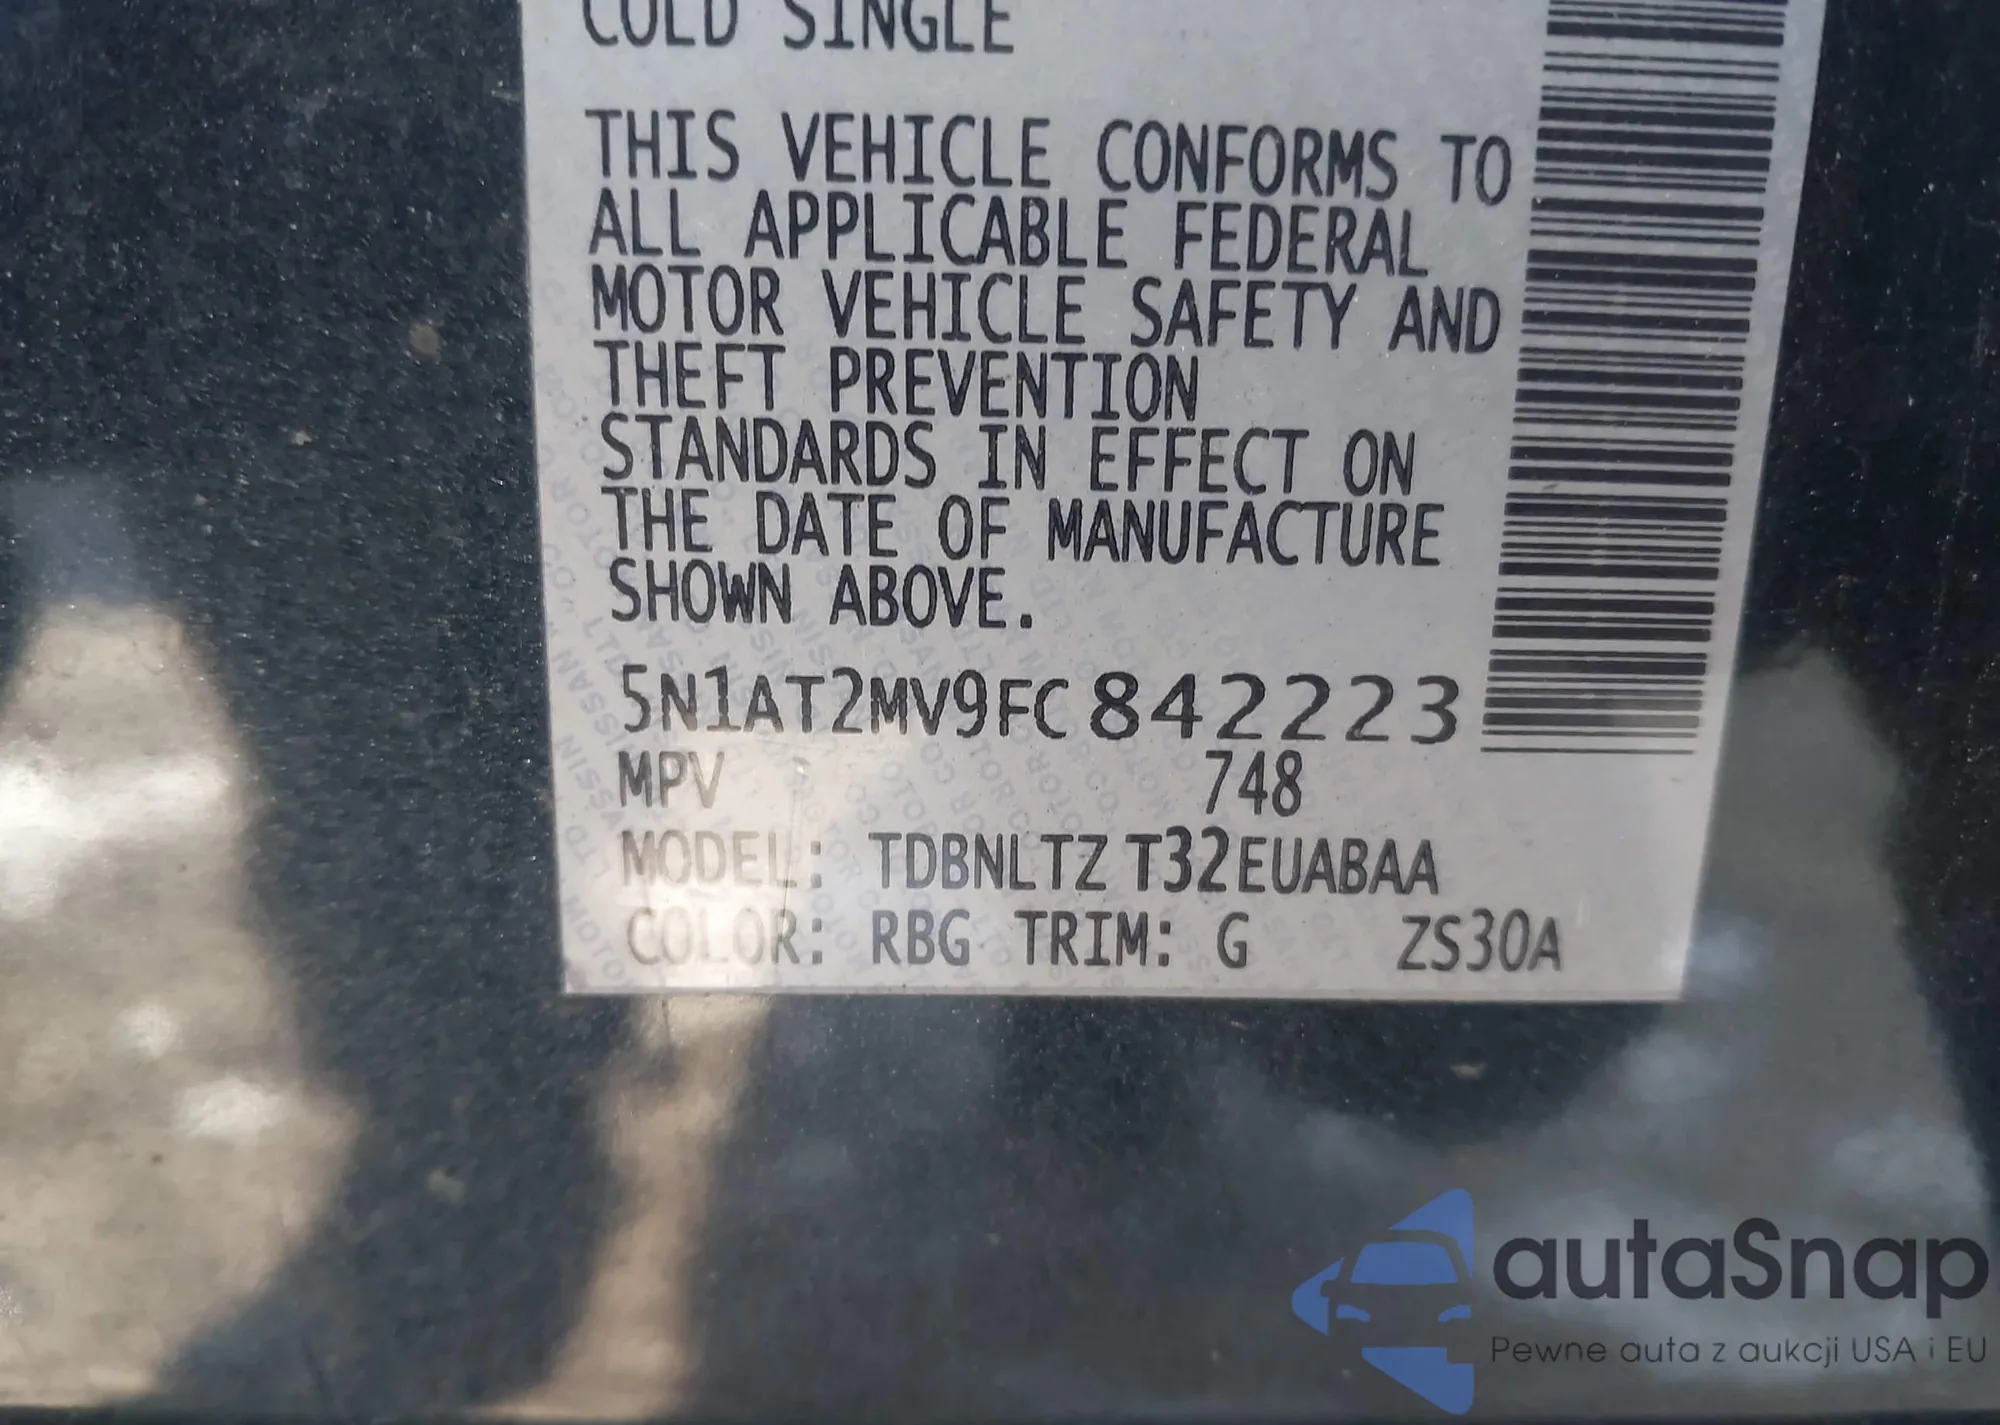 COLD SINGLE
THIS VEHICLE CONFORMS TO
ALL APPLICABLE FEDERAL
MOTOR VEHICLE SAFETY AND
THEFT PREVENTION
STANDARDS IN EFFECT ON
THE DATE OF MANUFACTURE
SHOWN ABOVE.
5N1AT2MV9FC842223
MPV 748
MODEL: TDBNLTZ T32EUABAA
COLOR: RBG TRIM: G ZS30A
autaSnap
Pewne auta z aukcji USA i EU